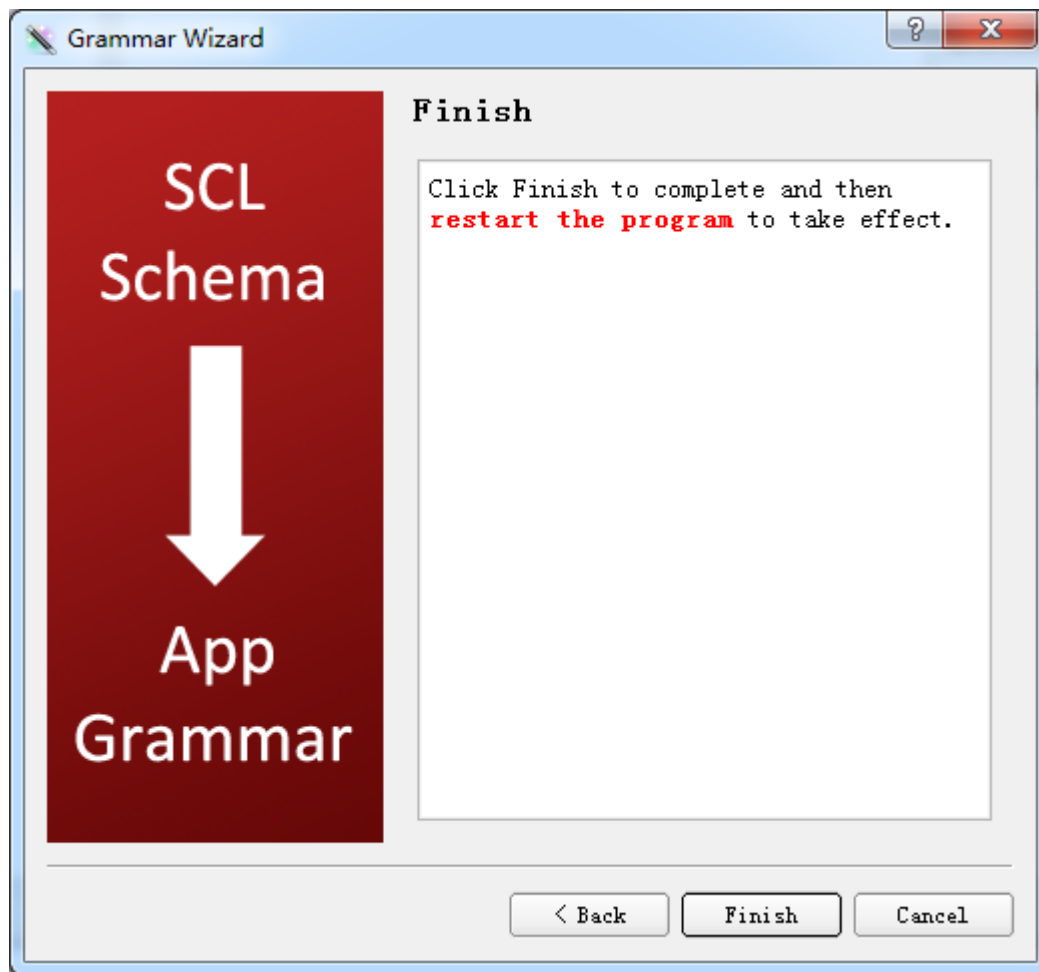 Grammar Wizard
SCL
Schema
App
Grammar
Finish
Click Finish to complete and then
restart the program to take effect.
< Back
Finish
Cancel